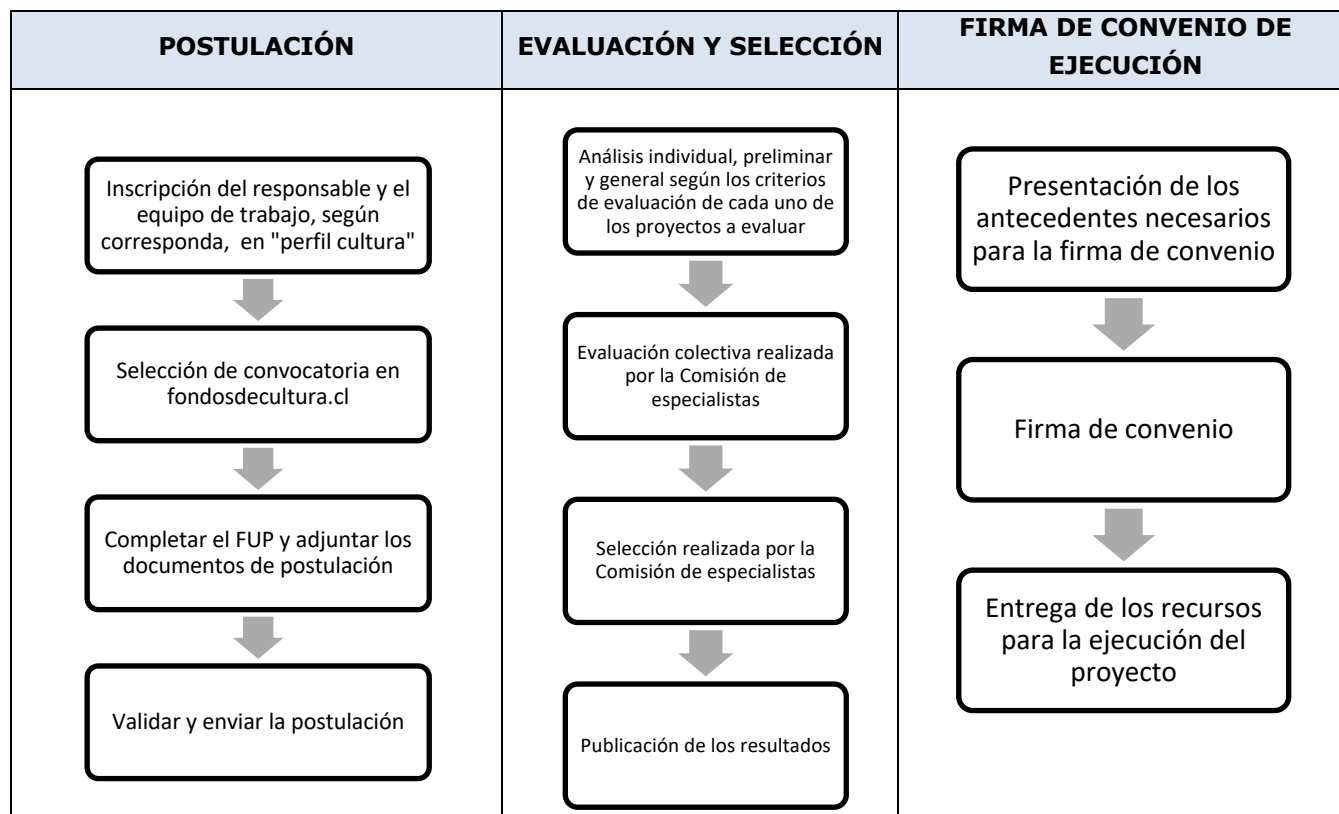 POSTULACIÓN
Inscripción del responsable y el
equipo de trabajo, según
corresponda,  en "perfil cultura"
Selección de convocatoria en
fondosdecultura.cl
Completar el FUP y adjuntar los
documentos de postulación
Validar y enviar la postulación
EVALUACIÓN Y SELECCIÓN
Análisis individual, preliminar
y general según los criterios
de evaluación de cada uno de
los proyectos a evaluar
Evaluación colectiva realizada
por la Comisión de
especialistas
Selección realizada por la
Comisión de especialistas
Publicación de los resultados
FIRMA DE CONVENIO DE
EJECUCIÓN
Presentación de los
antecedentes necesarios
para la firma de convenio
Firma de convenio
Entrega de los recursos
para la ejecución del
proyecto